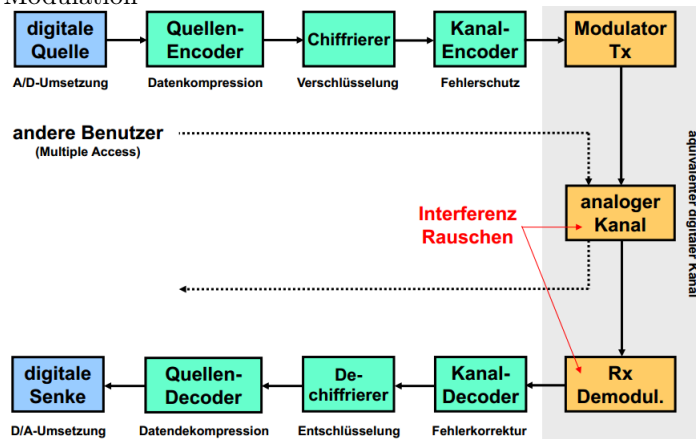 Modulation
digitale
Quelle
Quellen-
Encoder
Chiffrierer
Kanal-
Encoder
Modulator
Tx
A/D-Umsetzung
Datenkompression
Verschlüsselung
Fehlerschutz
andere Benutzer
(Multiple Access)
äquivalenter digitaler Kanal
analoger
Kanal
Interferenz
Rauschen
digitale
Senke
Quellen-
Decoder
De-
chiffrierer
Kanal-
Decoder
Rx
Demodul.
D/A-Umsetzung
Datendekompression
Entschlüsselung
Fehlerkorrektur